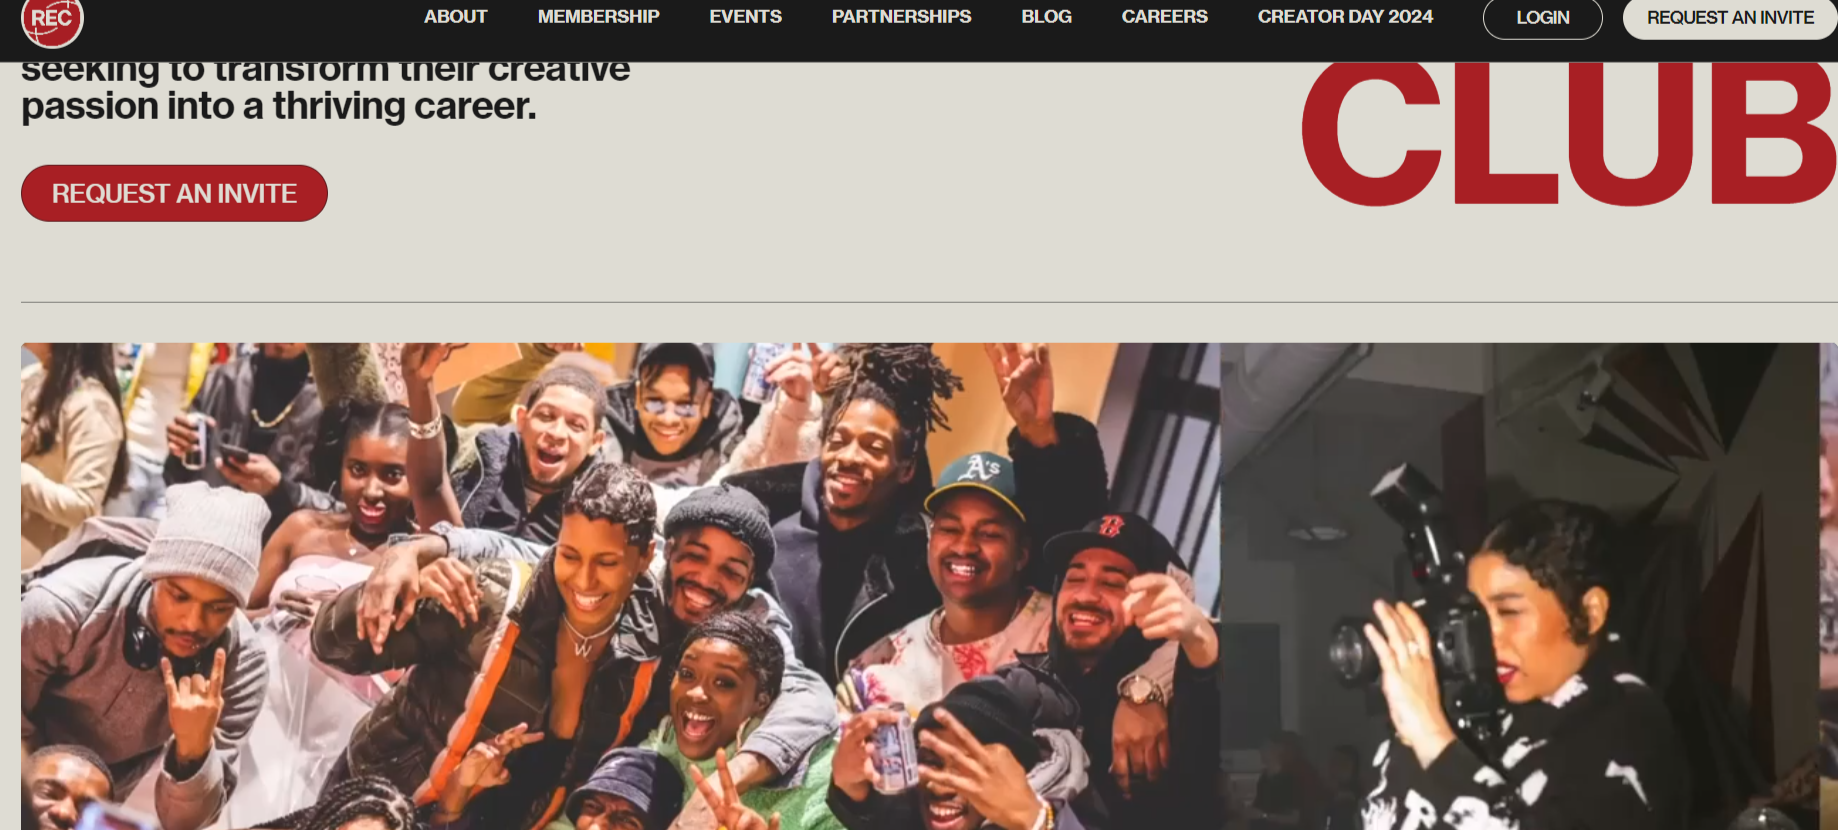 REC
ABOUT
MEMBERSHIP
EVENTS
PARTNERSHIPS
BLOG
CAREERS
CREATOR DAY 2024
LOGIN
REQUEST AN INVITE
seeking to transform their creative
passion into a thriving career.
CLUB
REQUEST AN INVITE
A's
B
W